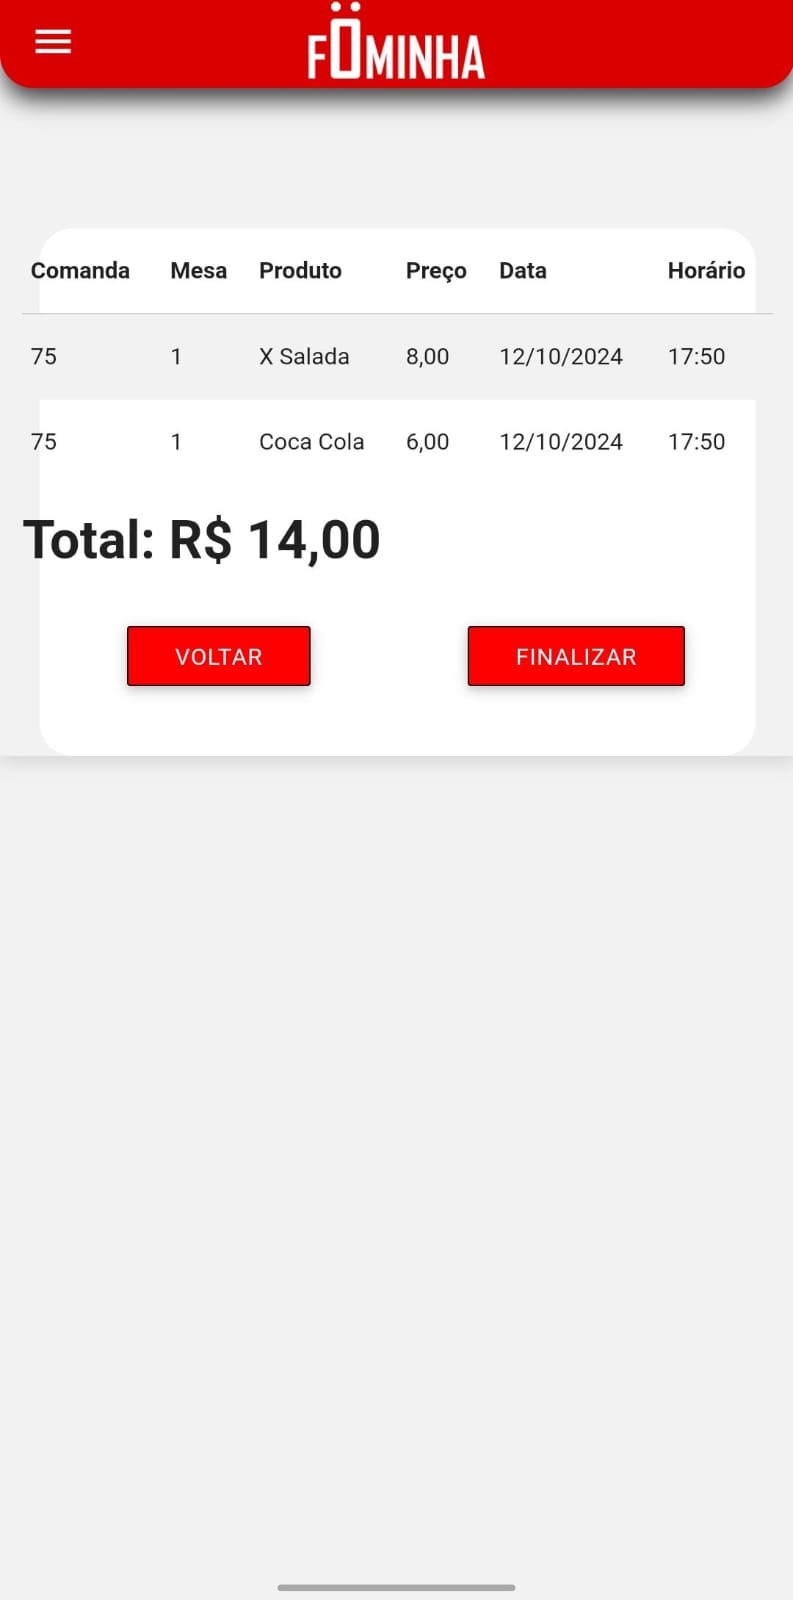 FÖMINHA
Comanda Mesa Produto Preço Data Horário
75 1 X Salada 8,00 12/10/2024 17:50
75 1 Coca Cola 6,00 12/10/2024 17:50
Total: R$ 14,00
VOLTAR FINALIZAR